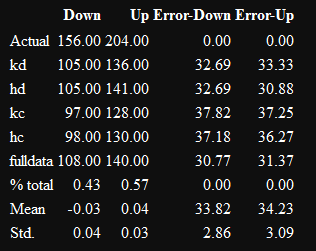 Down Up Error-Down Error-Up
Actual 156.00 204.00 0.00 0.00
kd 105.00 136.00 32.69 33.33
hd 105.00 141.00 32.69 30.88
kc 97.00 128.00 37.82 37.25
hc 98.00 130.00 37.18 36.27
fulldata 108.00 140.00 30.77 31.37
% total 0.43 0.57 0.00 0.00
Mean -0.03 0.04 33.82 34.23
Std. 0.04 0.03 2.86 3.09